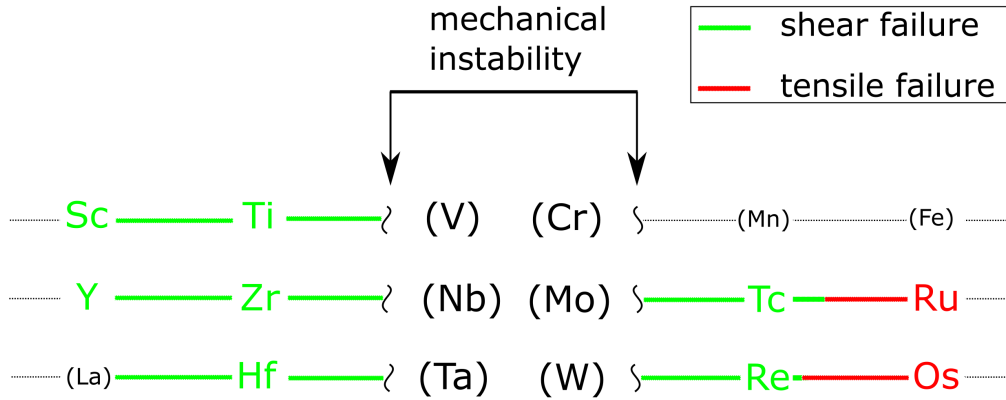 mechanical
instability
shear failure
tensile failure
Sc Ti (V) (Cr) (Mn) (Fe)
Y Zr (Nb) (Mo) Tc Ru
(La) Hf (Ta) (W) Re Os